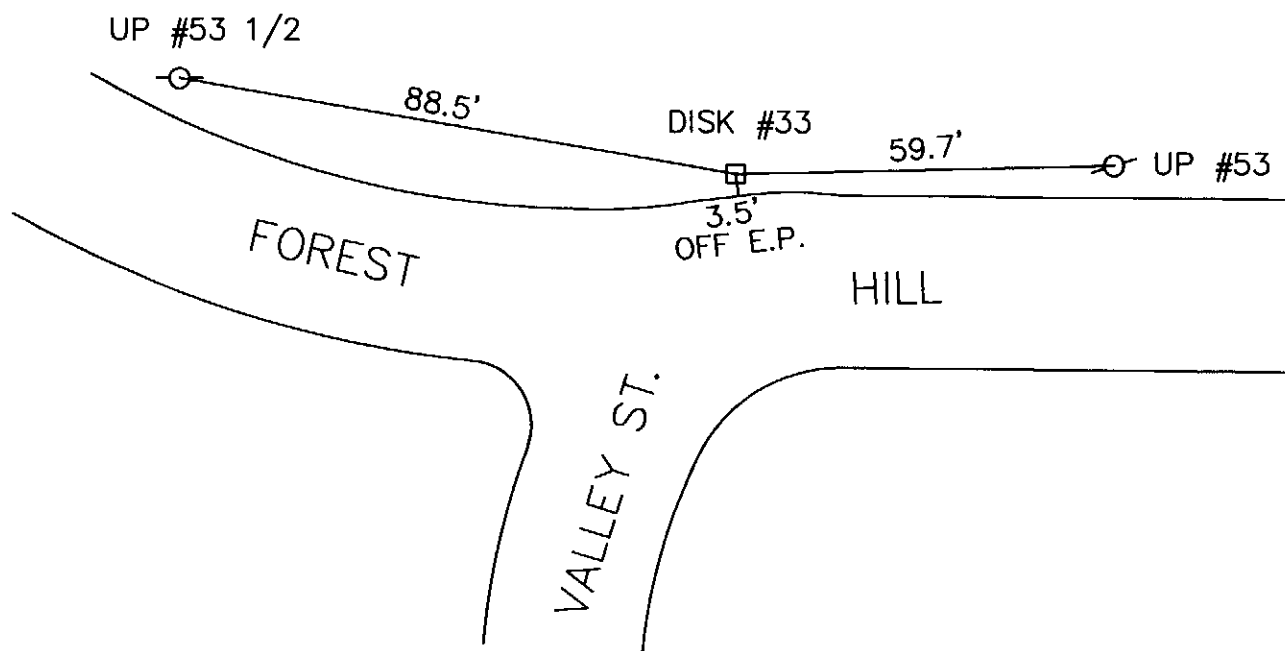 UP #53 1/2
88.5'
DISK #33
59.7'
UP #53
3.5'
OFF E.P.
FOREST
HILL
VALLEY ST.